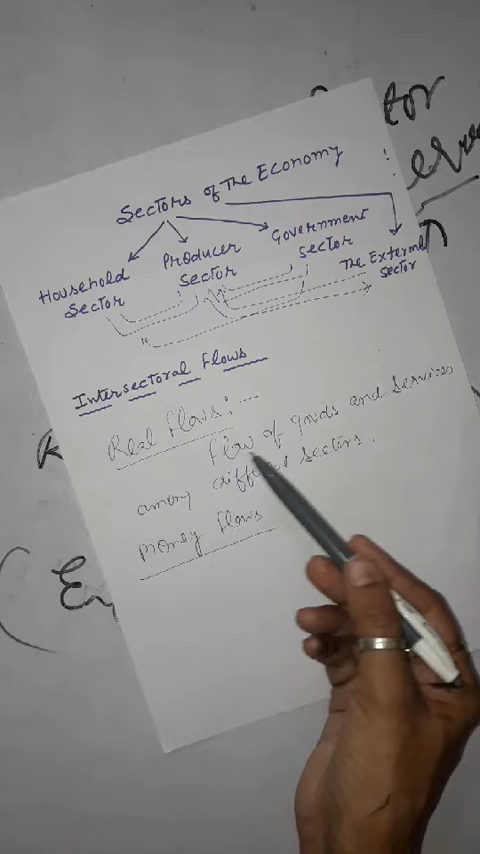 Sectors of The Economy
Household
Sector
Producer
Sector
Government
Sector
The External
Sector
Intersectoral Flows
Real Flows:...
Flow of goods and services
among different sectors.
Money Flows